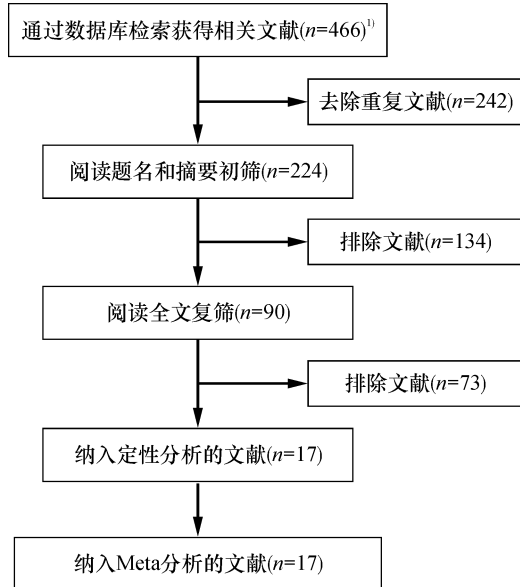 通过数据库检索获得相关文献(n=466)1)
去除重复文献(n=242)
阅读题名和摘要初筛(n=224)
排除文献(n=134)
阅读全文复筛(n=90)
排除文献(n=73)
纳入定性分析的文献(n=17)
纳入Meta分析的文献(n=17)